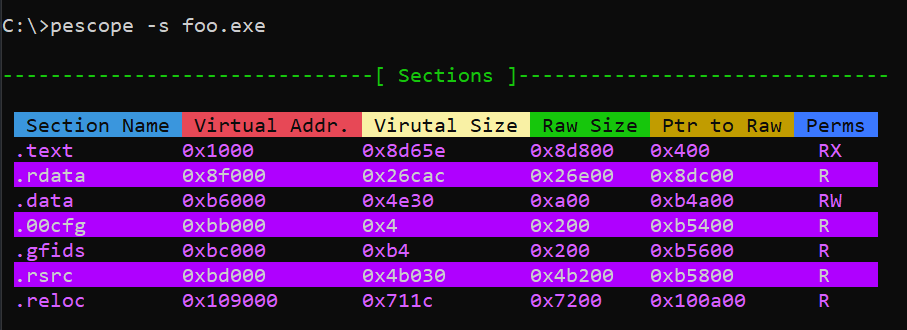 C:\>pescope -s foo.exe
-------------------------------[ Sections ]-------------------------------
Section Name Virtual Addr. Virutal Size Raw Size Ptr to Raw Perms
.text 0x1000 0x8d65e 0x8d800 0x400 RX
.rdata 0x8f000 0x26cac 0x26e00 0x8dc00 R
.data 0xb6000 0x4e30 0xa00 0xb4a00 RW
.00cfg 0xbb000 0x4 0x200 0xb5400 R
.gfids 0xbc000 0xb4 0x200 0xb5600 R
.rsrc 0xbd000 0x4b030 0x4b200 0xb5800 R
.reloc 0x109000 0x711c 0x7200 0x100a00 R